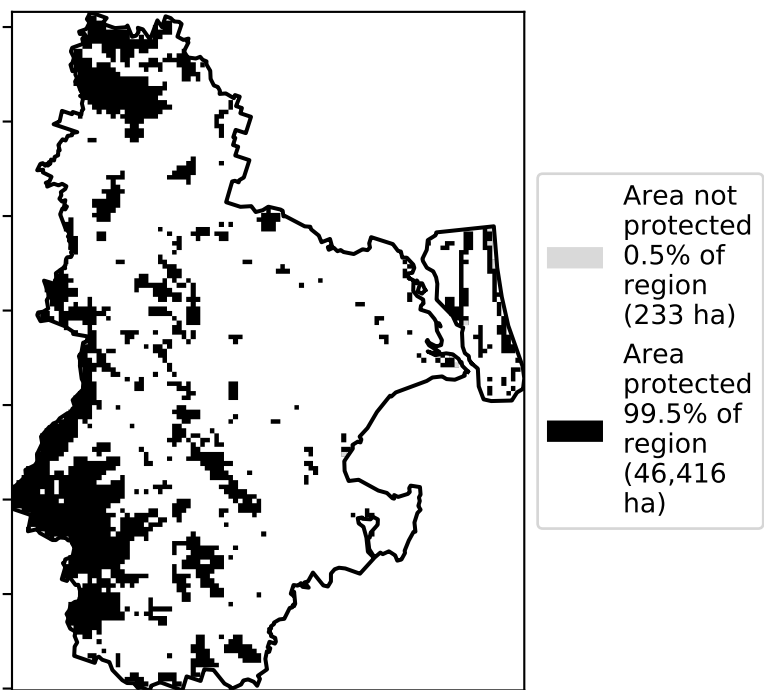 Area not
protected
0.5% of
region
(233 ha)
Area
protected
99.5% of
region
(46,416
ha)